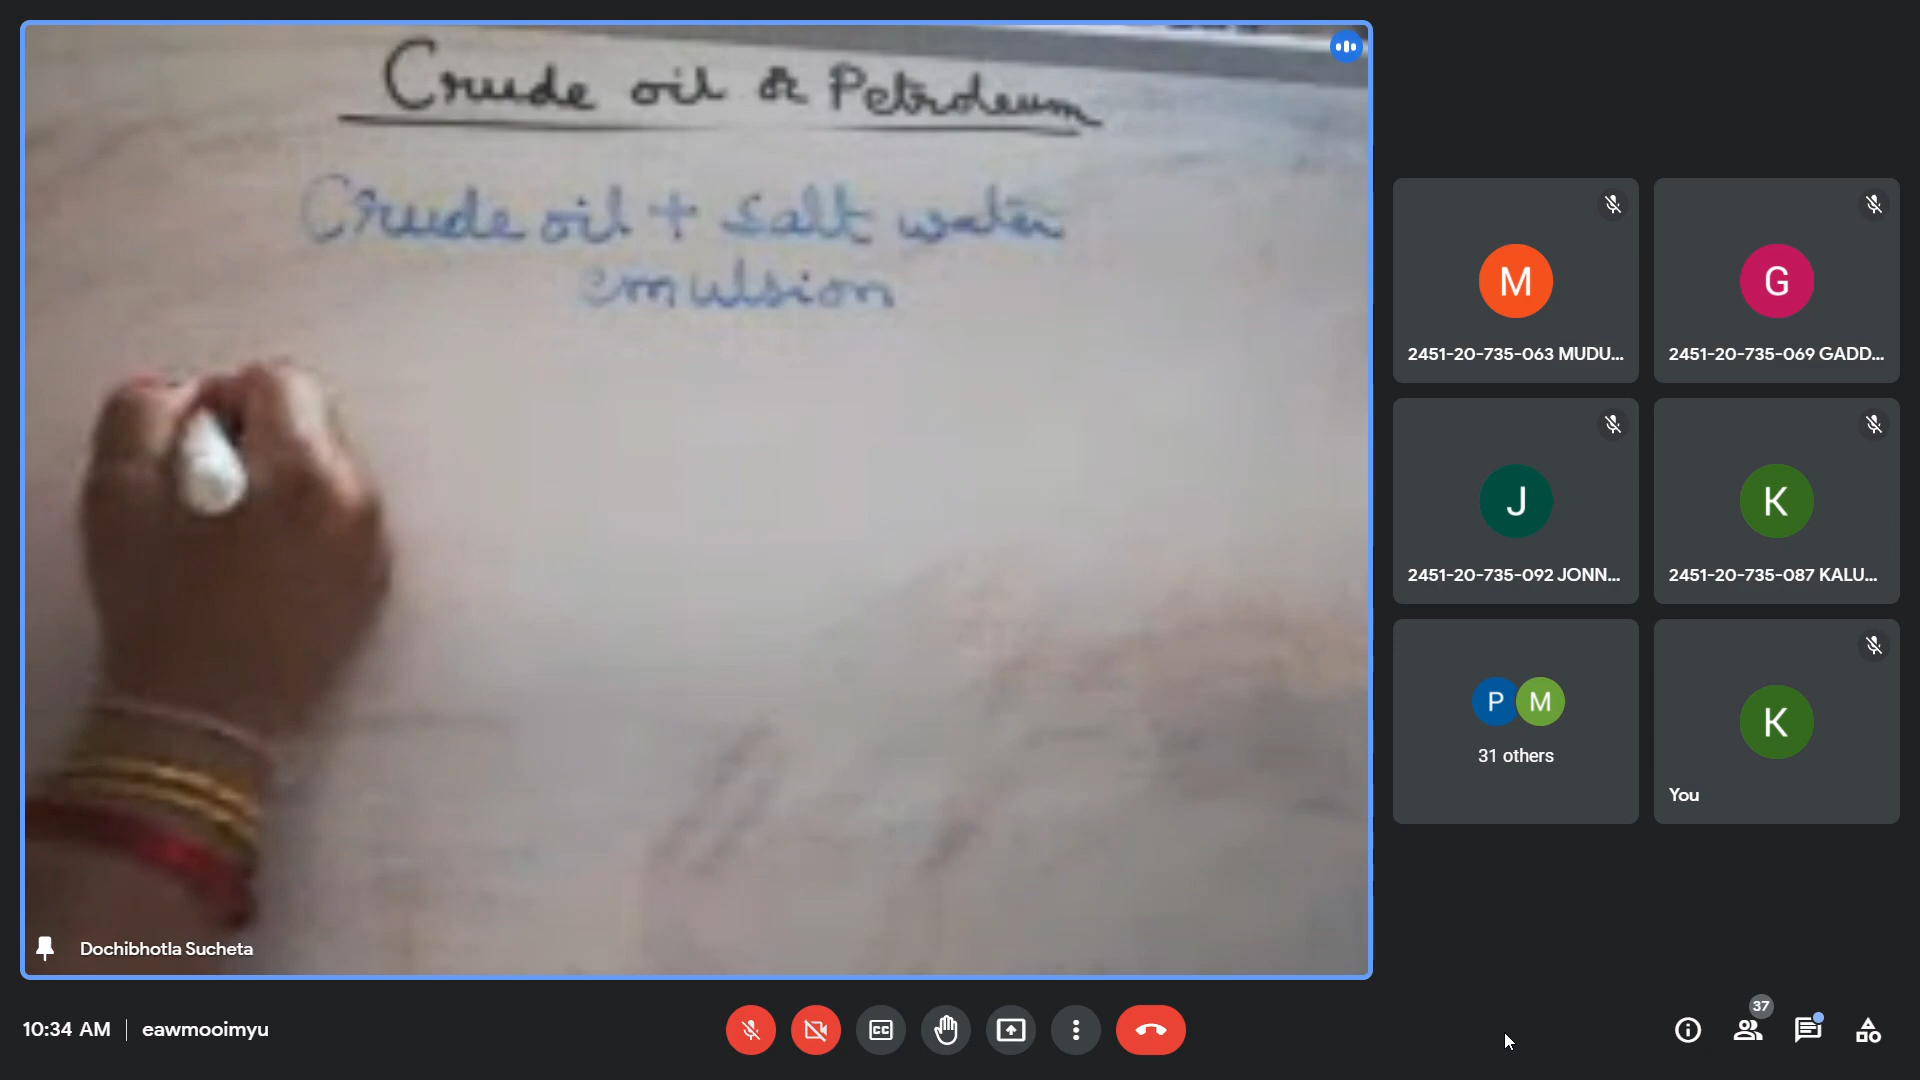 Crude oil & Petroleum
Crude oil + Salt water
emulsion
Dochibhotla Sucheta
2451-20-735-063 MUDU...
2451-20-735-069 GADD...
2451-20-735-092 JONN...
2451-20-735-087 KALU...
M
G
J
K
P M
31 others
K
You
10:34 AM | eawmooimyu
CC
37